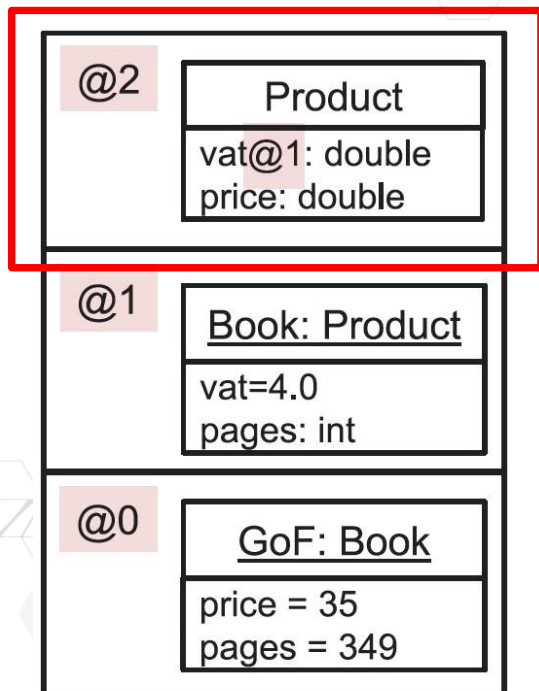 @2
Product
vat@1: double
price: double
@1
Book: Product
vat=4.0
pages: int
@0
GoF: Book
price = 35
pages = 349